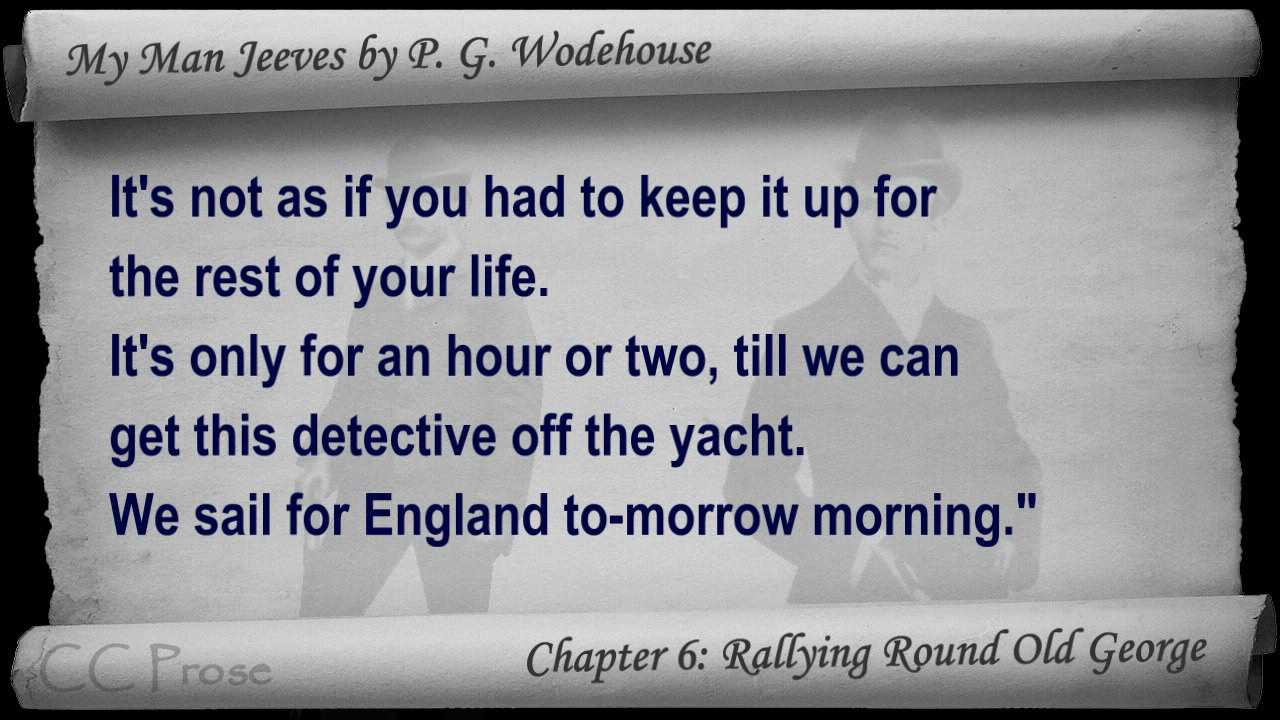 My Man Jeeves by P. G. Wodehouse
It's not as if you had to keep it up for
the rest of your life.
It's only for an hour or two, till we can
get this detective off the yacht.
We sail for England to-morrow morning."
CC Prose
Chapter 6: Rallying Round Old George